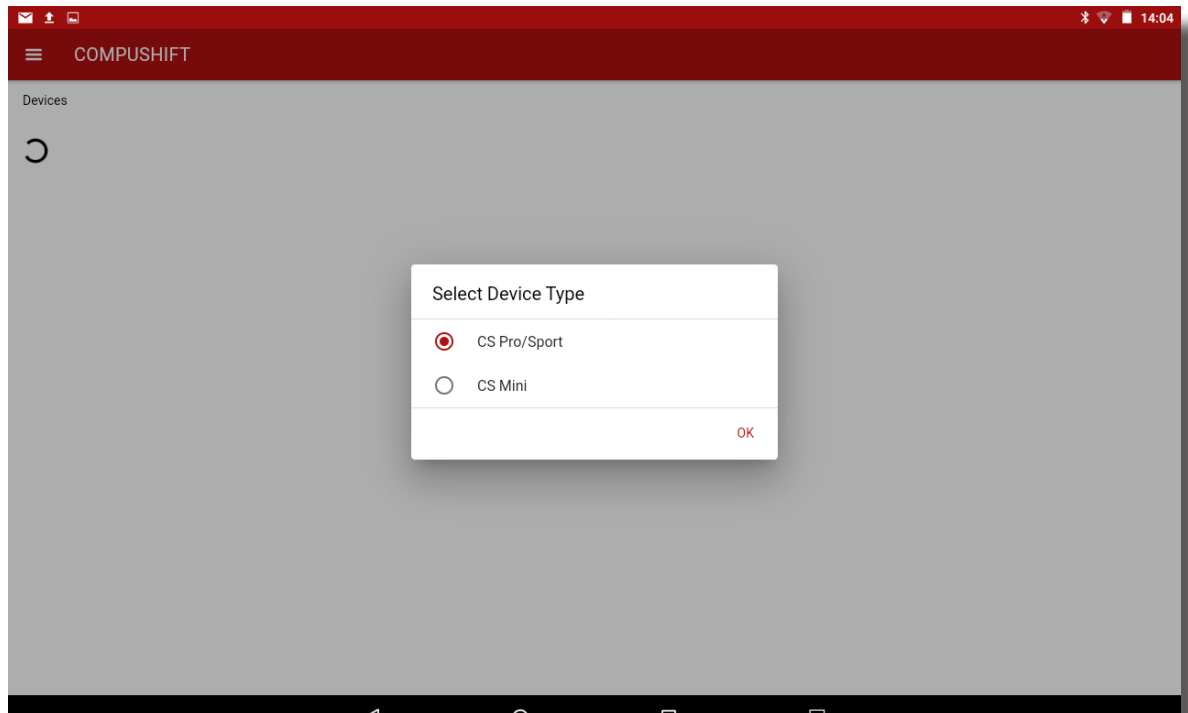 14:04
COMPUSHIFT
Devices
Select Device Type
CS Pro/Sport
CS Mini
OK